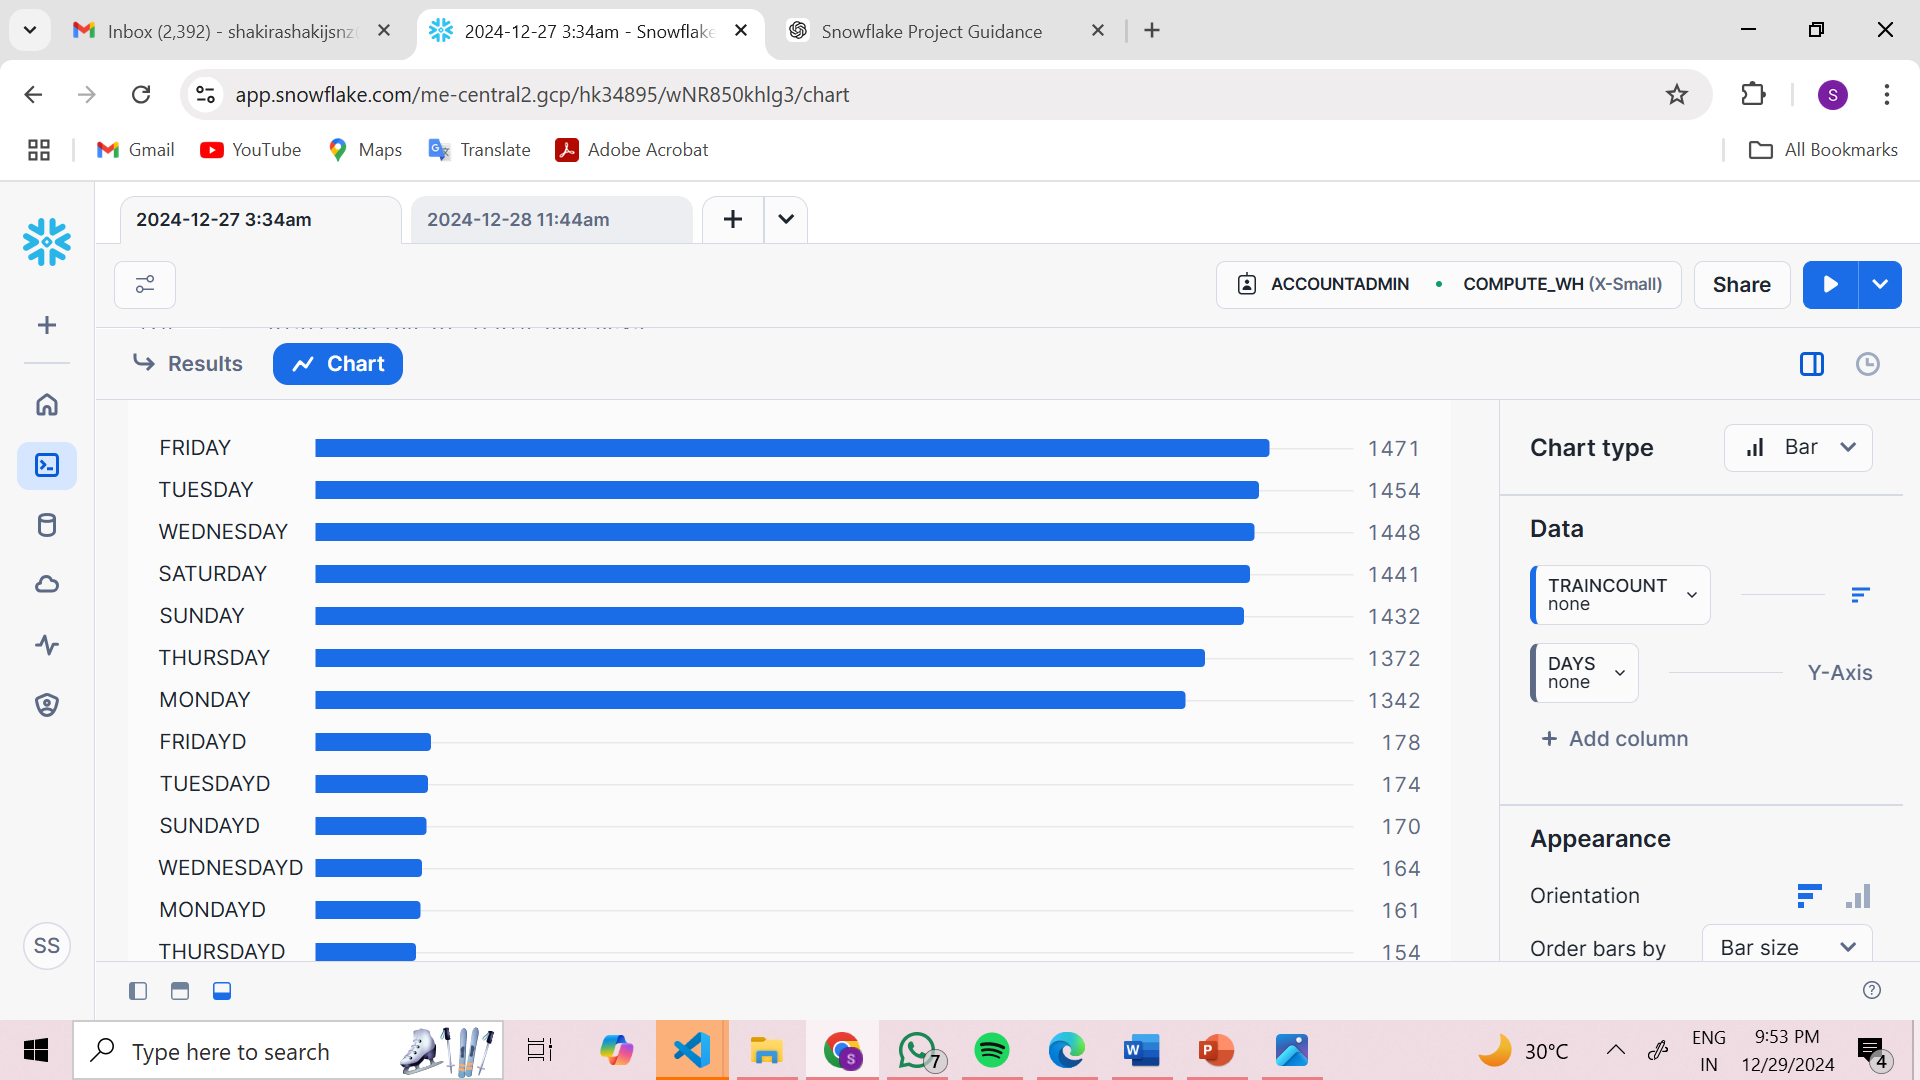 Inbox (2,392) - shakirashakijsnz
2024-12-27 3:34am - Snowflake
Snowflake Project Guidance
app.snowflake.com/me-central2.gcp/hk34895/wNR850khlg3/chart
S
Gmail
YouTube
Maps
Translate
Adobe Acrobat
All Bookmarks
2024-12-27 3:34am
2024-12-28 11:44am
ACCOUNTADMIN
COMPUTE_WH (X-Small)
Share
Results
Chart
FRIDAY 1471
TUESDAY 1454
WEDNESDAY 1448
SATURDAY 1441
SUNDAY 1432
THURSDAY 1372
MONDAY 1342
FRIDAYD 178
TUESDAYD 174
SUNDAYD 170
WEDNESDAYD 164
MONDAYD 161
THURSDAYD 154
Chart type
Bar
Data
TRAINCOUNT
none
DAYS
none
Y-Axis
+ Add column
Appearance
Orientation
Order bars by
Bar size
SS
Type here to search
S
7
W
P
30°C
ENG
IN
9:53 PM
12/29/2024
4